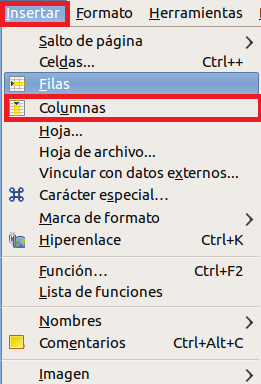 Insertar Formato Herramientas
Salto de página
Celdas... Ctrl++
Filas
Columnas
Hoja...
Hoja de archivo...
Vincular con datos externos...
Carácter especial...
Marca de formato
Hiperenlace Ctrl+K
Función... Ctrl+F2
Lista de funciones
Nombres
Comentarios Ctrl+Alt+C
Imagen